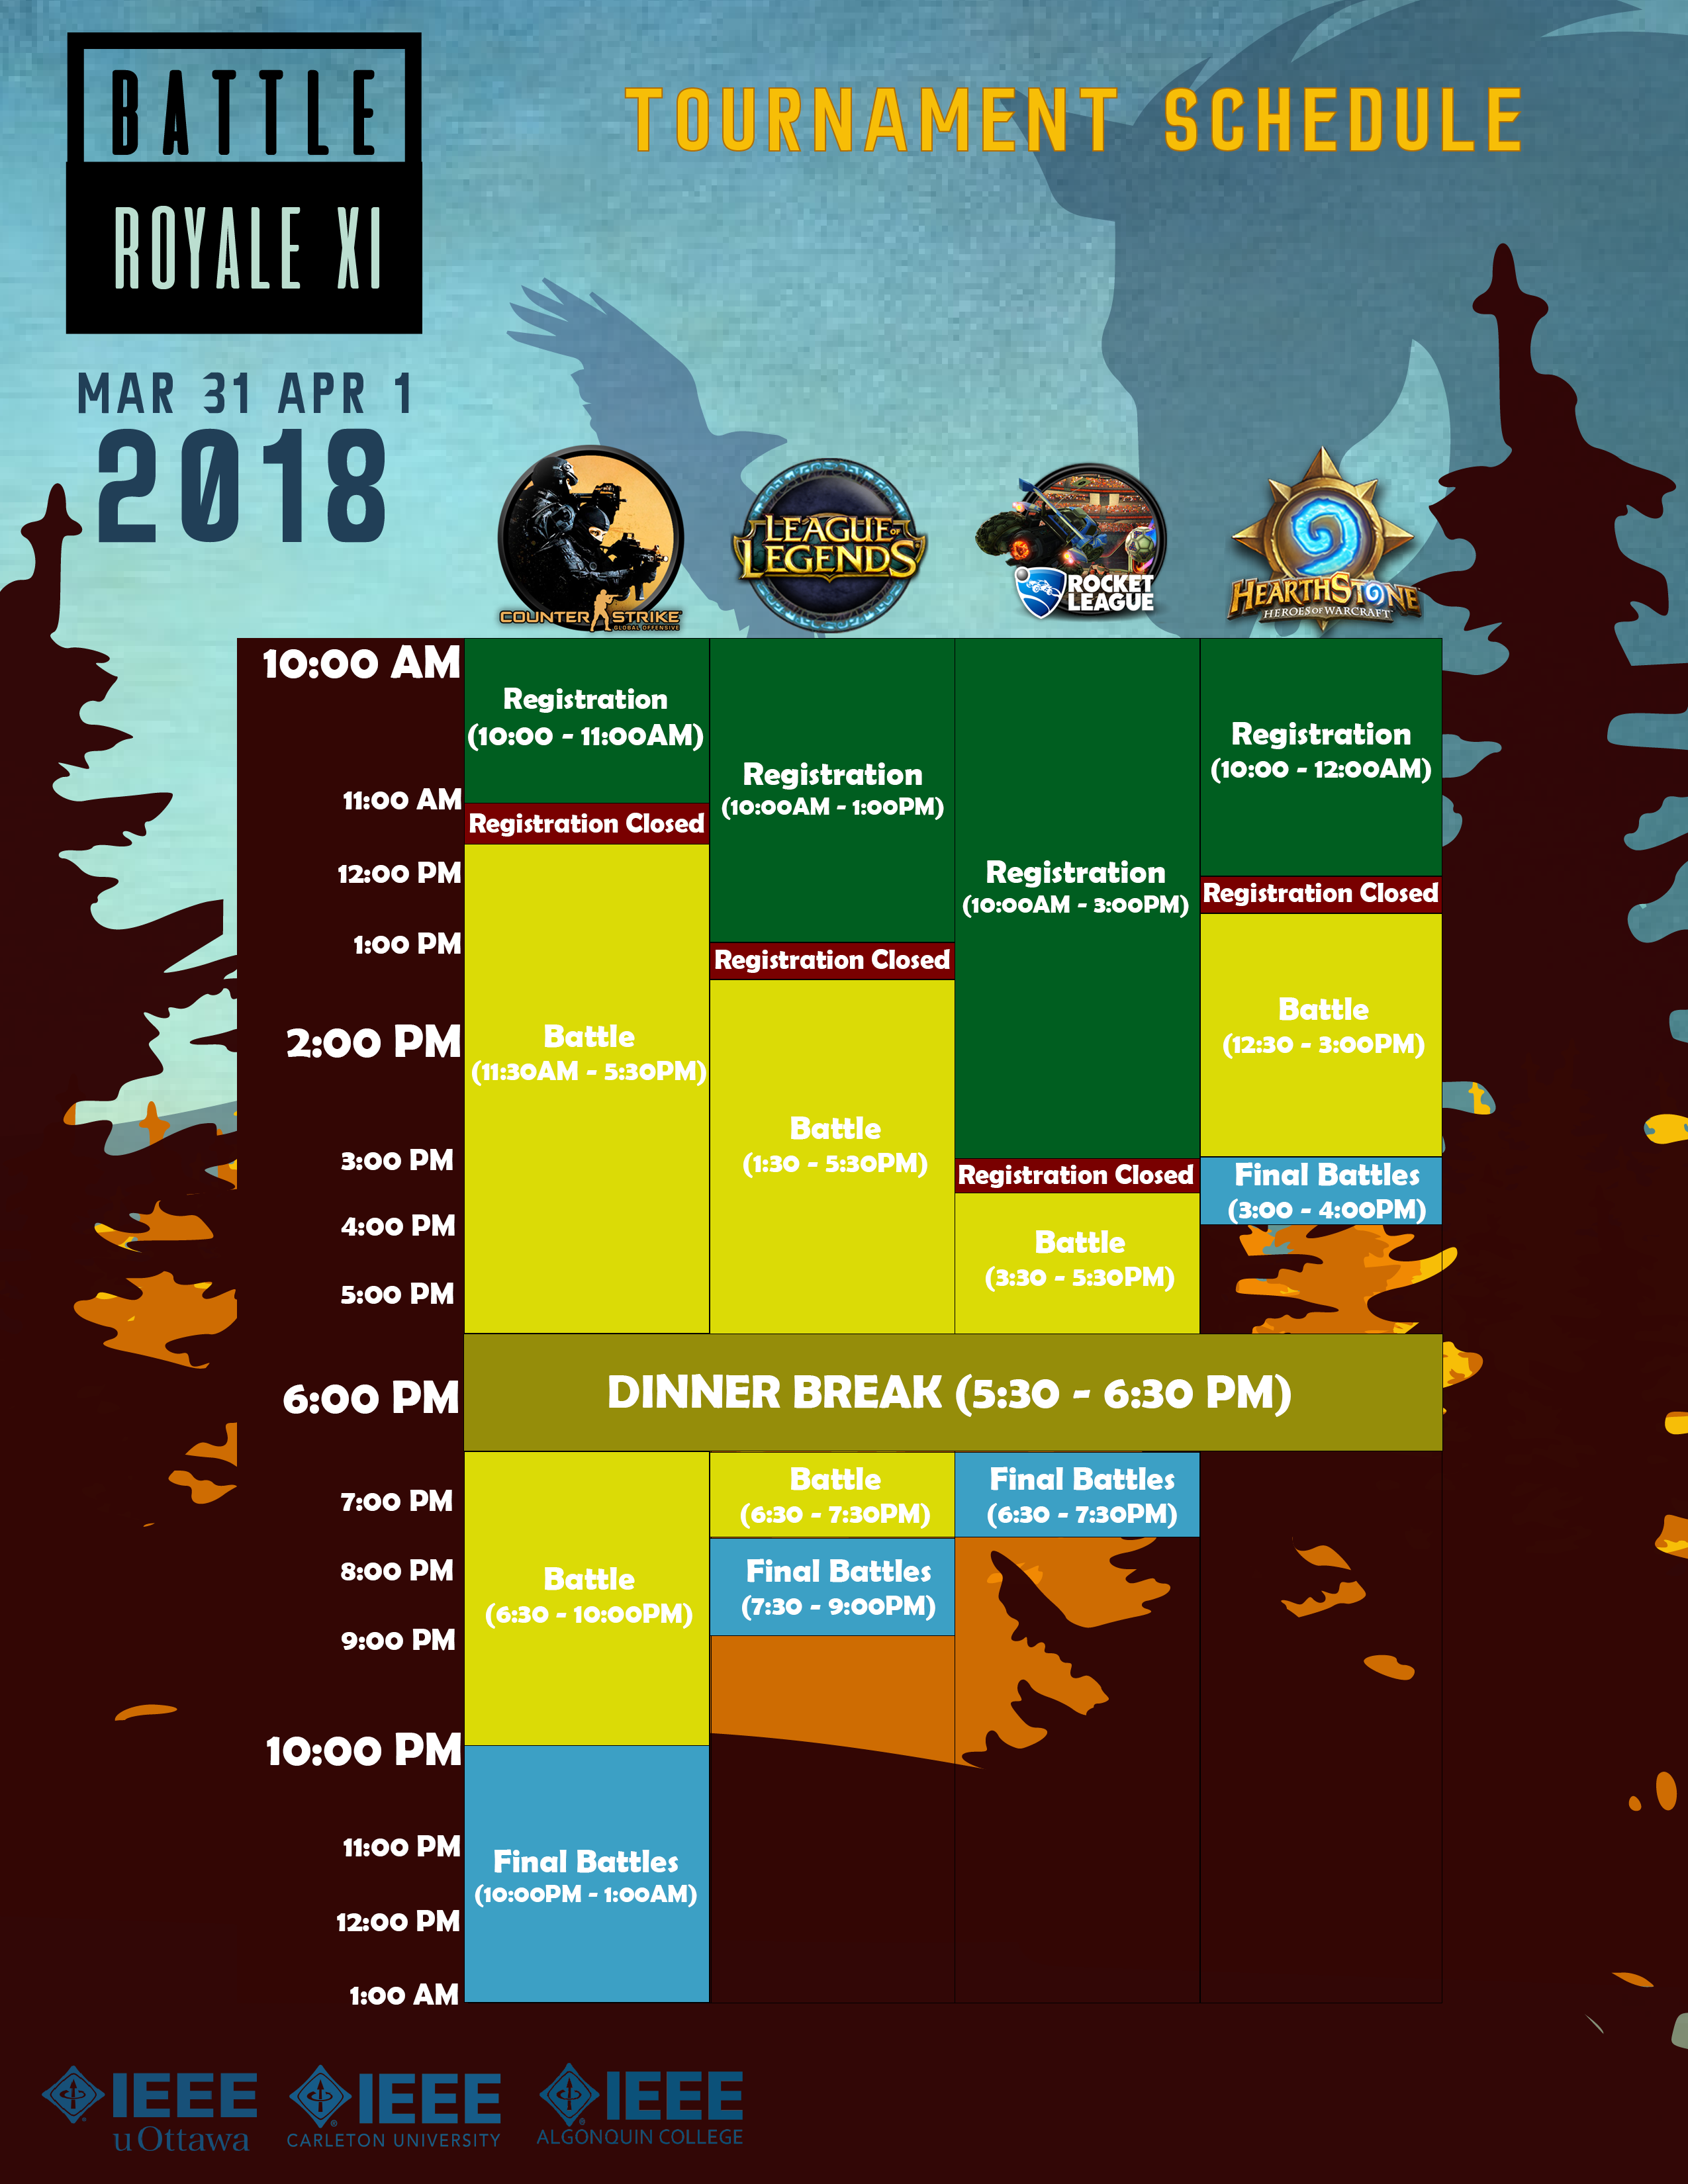 BATTLE
ROYALE XI
TOURNAMENT SCHEDULE
MAR 31 APR 1
2018
COUNTER STRIKE
GLOBAL OFFENSIVE
LEAGUE OF
LEGENDS
ROCKET
LEAGUE
HEARTHSTONE
HEROES OF WARCRAFT
10:00 AM
11:00 AM
12:00 PM
1:00 PM
2:00 PM
3:00 PM
4:00 PM
5:00 PM
6:00 PM
7:00 PM
8:00 PM
9:00 PM
10:00 PM
11:00 PM
12:00 PM
1:00 AM
Registration
(10:00 - 11:00AM)
Registration Closed
Battle
(11:30AM - 5:30PM)
Registration
(10:00AM - 1:00PM)
Registration Closed
Battle
(1:30 - 5:30PM)
Registration
(10:00AM - 3:00PM)
Registration Closed
Battle
(3:30 - 5:30PM)
Registration
(10:00 - 12:00AM)
Registration Closed
Battle
(12:30 - 3:00PM)
Final Battles
(3:00 - 4:00PM)
DINNER BREAK (5:30 - 6:30 PM)
Battle
(6:30 - 10:00PM)
Final Battles
(10:00PM - 1:00AM)
Battle
(6:30 - 7:30PM)
Final Battles
(7:30 - 9:00PM)
Final Battles
(6:30 - 7:30PM)
IEEE
uOttawa
IEEE
CARLETON UNIVERSITY
IEEE
ALGONQUIN COLLEGE